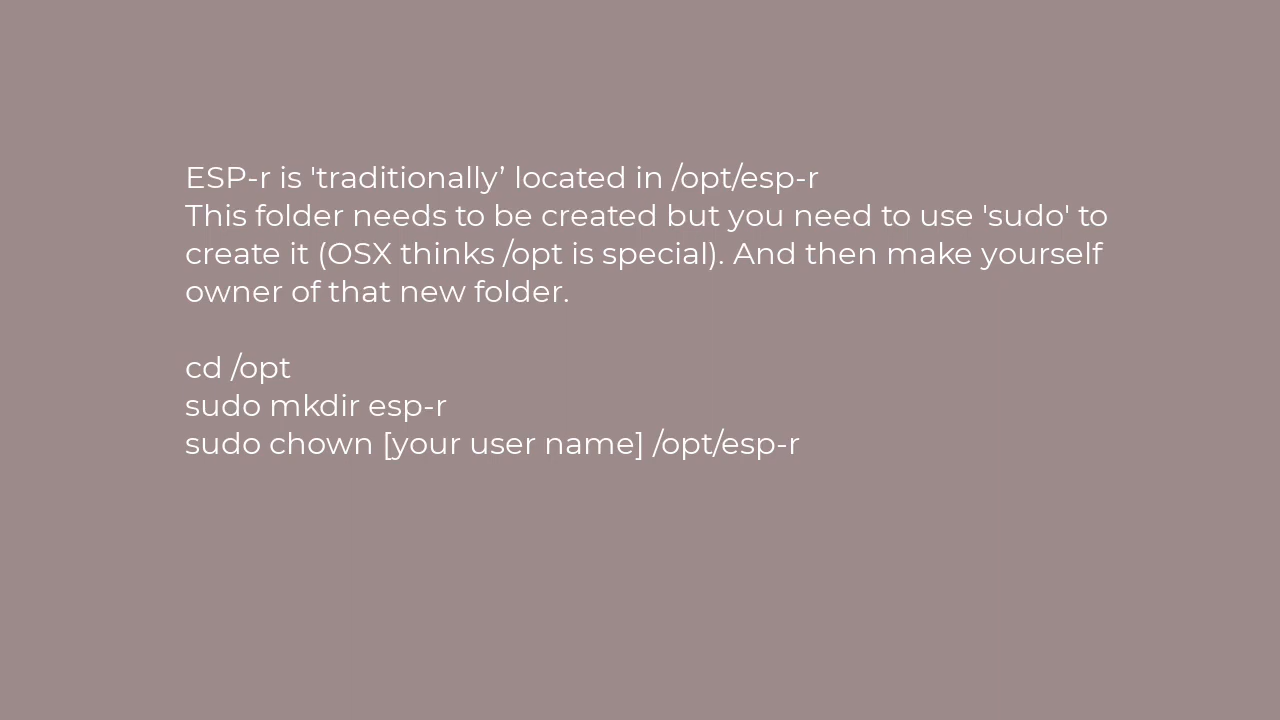 ESP-r is 'traditionally’ located in /opt/esp-r
This folder needs to be created but you need to use 'sudo' to
create it (OSX thinks /opt is special). And then make yourself
owner of that new folder.
cd /opt
sudo mkdir esp-r
sudo chown [your user name] /opt/esp-r